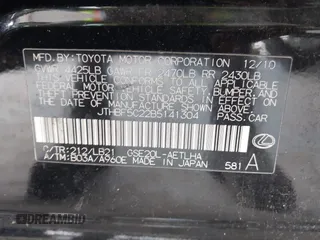 MFD.BY:TOYOTA MOTOR CORPORATION 12/10
GVWR 4625LB GAWR FR 2470LB RR 2430LB
THIS VEHICLE CONFORMS TO ALL APPLICABLE
FEDERAL MOTOR VEHICLE SAFETY, BUMPER, AND
THEFT PREVENTION STANDARDS IN EFFECT ON
THE DATE OF MANUFACTURE SHOWN ABOVE.
JTHBF5C22B5141304 PASS. CAR
C/TR:212/LB21 GSE20L-AETLHA
A/TM:B03A/A960E MADE IN JAPAN 581 A
DREAMBID